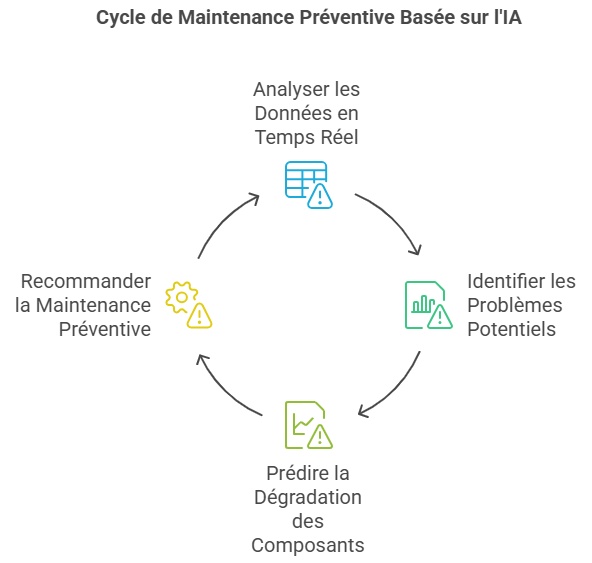 Cycle de Maintenance Préventive Basée sur l'IA
Analyser les
Données en
Temps Réel
Identifier les
Problèmes
Potentiels
Prédire la
Dégradation
des
Composants
Recommander
la Maintenance
Préventive